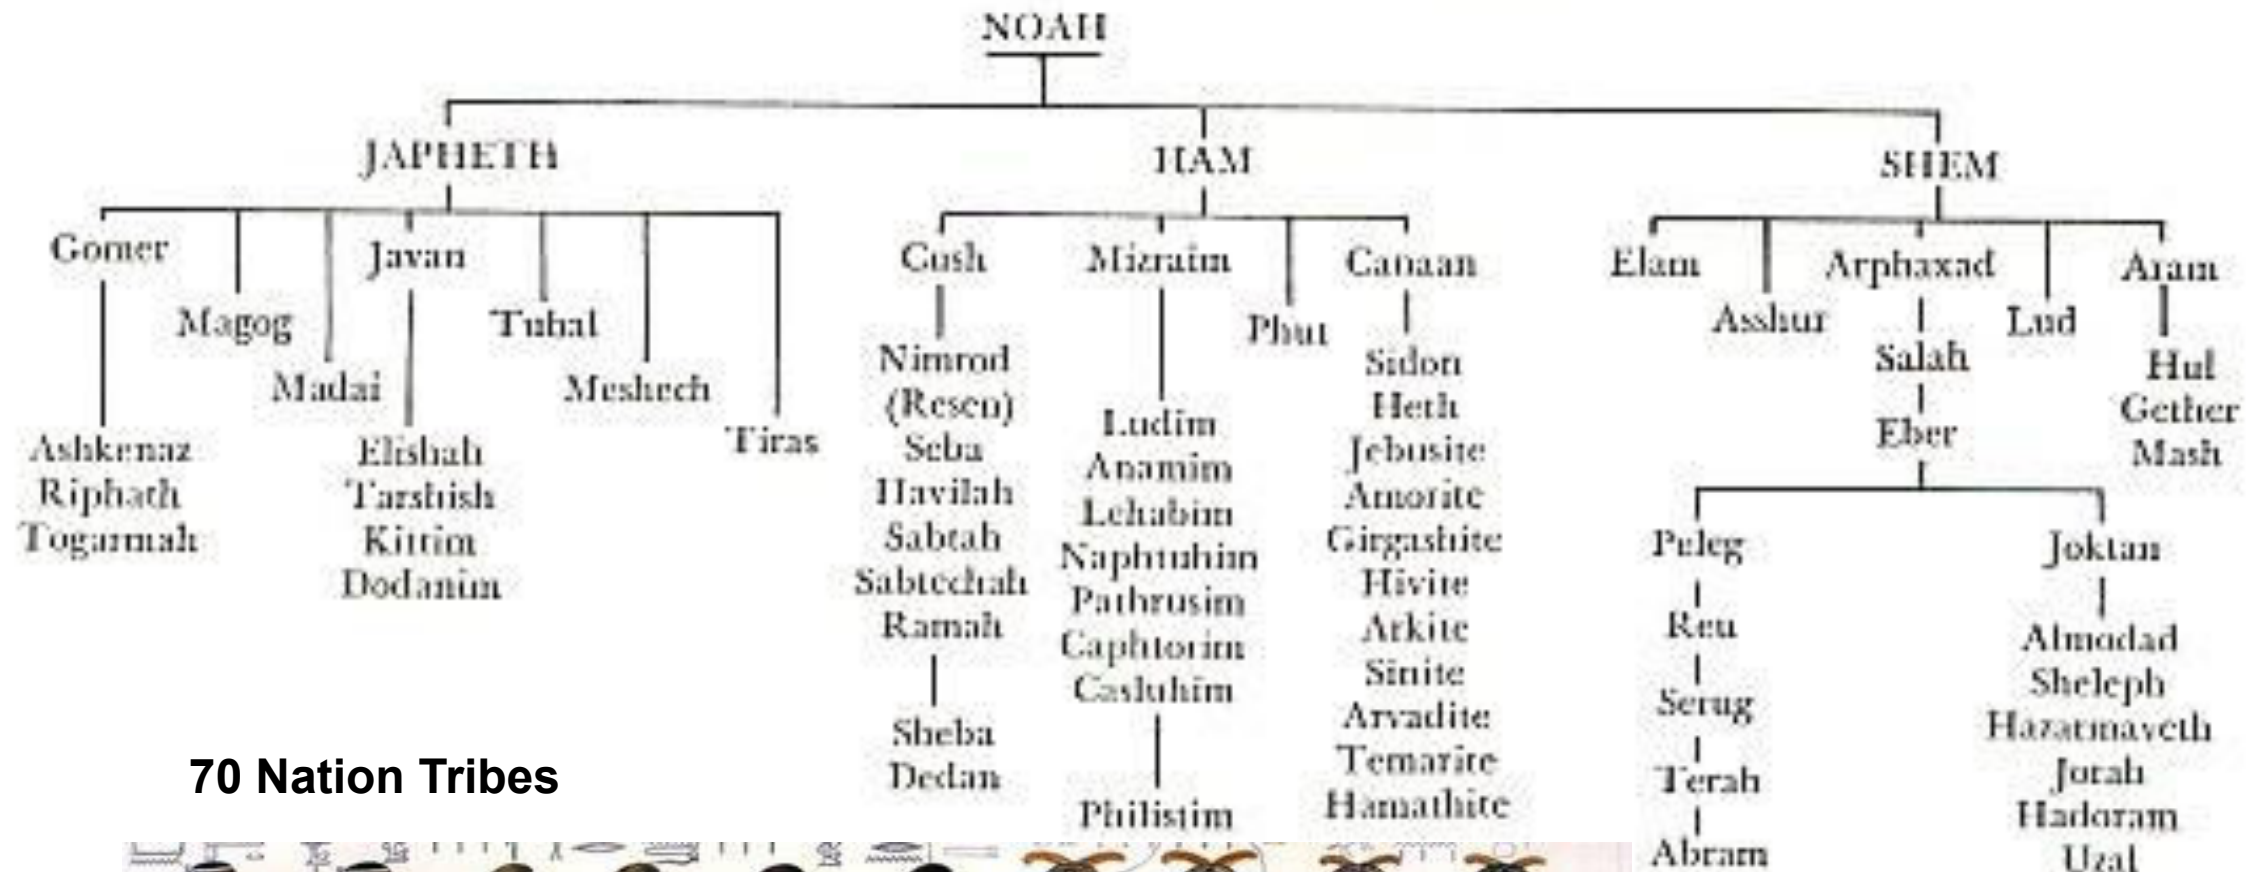 NOAH
JAPHETH
HAM
SHEM
Gomer
Magog
Madai
Javan
Tubal
Meshech
Tiras
Ashkenaz
Riphath
Togarmah
Elishah
Tarshish
Kittim
Dodanim
Cush
Mizraim
Phut
Canaan
Nimrod
(Resen)
Seba
Havilah
Sabtah
Sabtechah
Ramah
Sheba
Dedan
Ludim
Anamim
Lehabim
Naphtuhim
Pathrusim
Caphtorim
Casluhim
Philistim
Sidon
Heth
Jebusite
Amorite
Girgashite
Hivite
Arkite
Sinite
Arvadite
Temarite
Hamathite
Elam
Asshur
Arphaxad
Lud
Aram
Salah
Eber
Hul
Gether
Mash
Peleg
Reu
Serug
Terah
Abram
Joktan
Almodad
Sheleph
Hazarmaveth
Jorah
Hadoram
Uzal
70 Nation Tribes